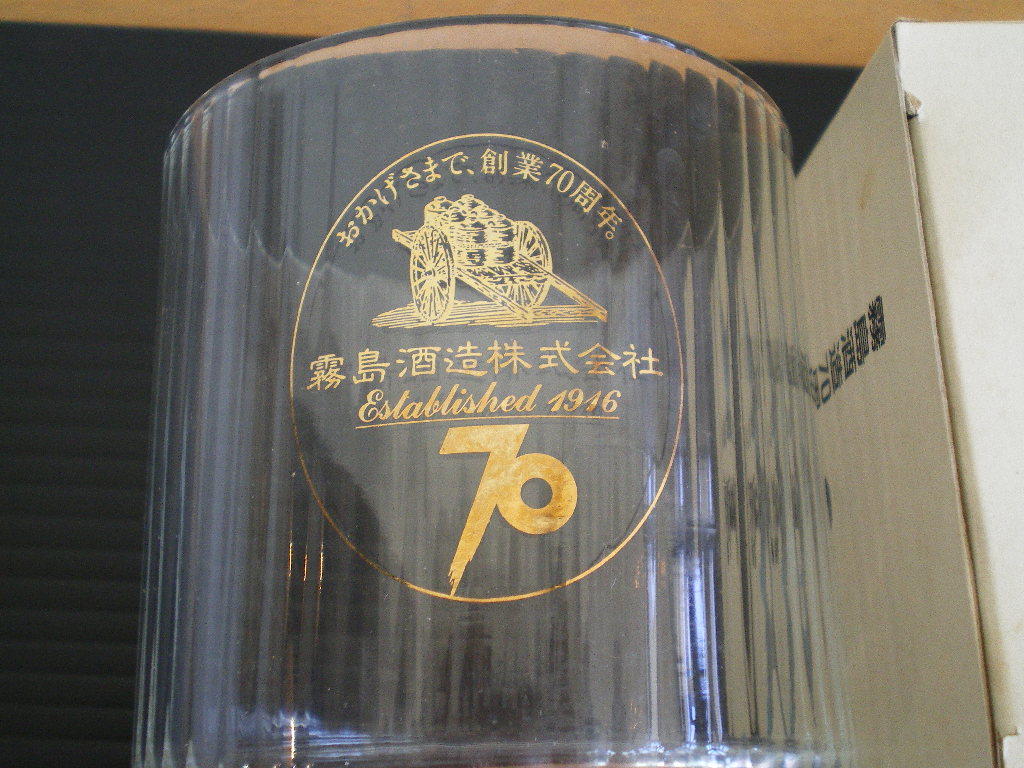 おかげさまで、創業70周年。
霧島酒造株式会社
Established 1916
70